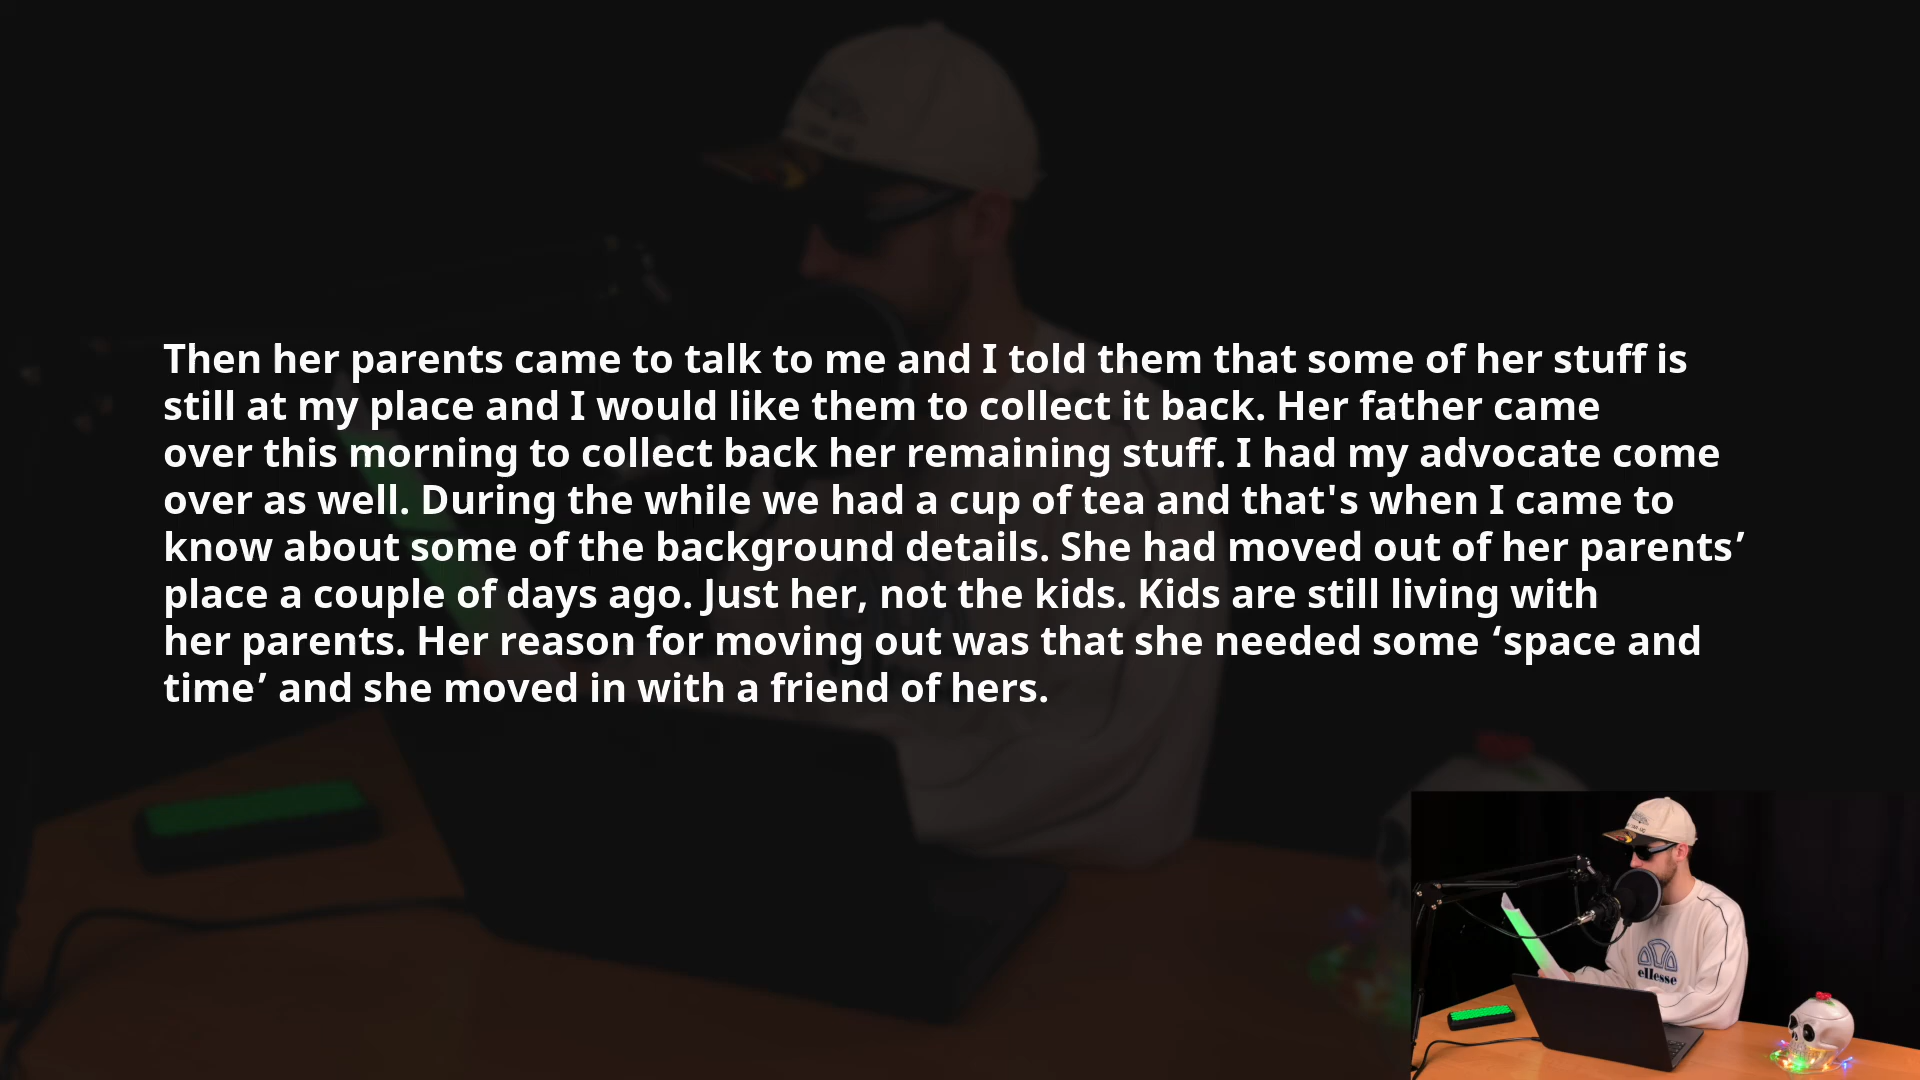 Then her parents came to talk to me and I told them that some of her stuff is
still at my place and I would like them to collect it back. Her father came
over this morning to collect back her remaining stuff. I had my advocate come
over as well. During the while we had a cup of tea and that's when I came to
know about some of the background details. She had moved out of her parents’
place a couple of days ago. Just her, not the kids. Kids are still living with
her parents. Her reason for moving out was that she needed some ‘space and
time’ and she moved in with a friend of hers.
ellesse